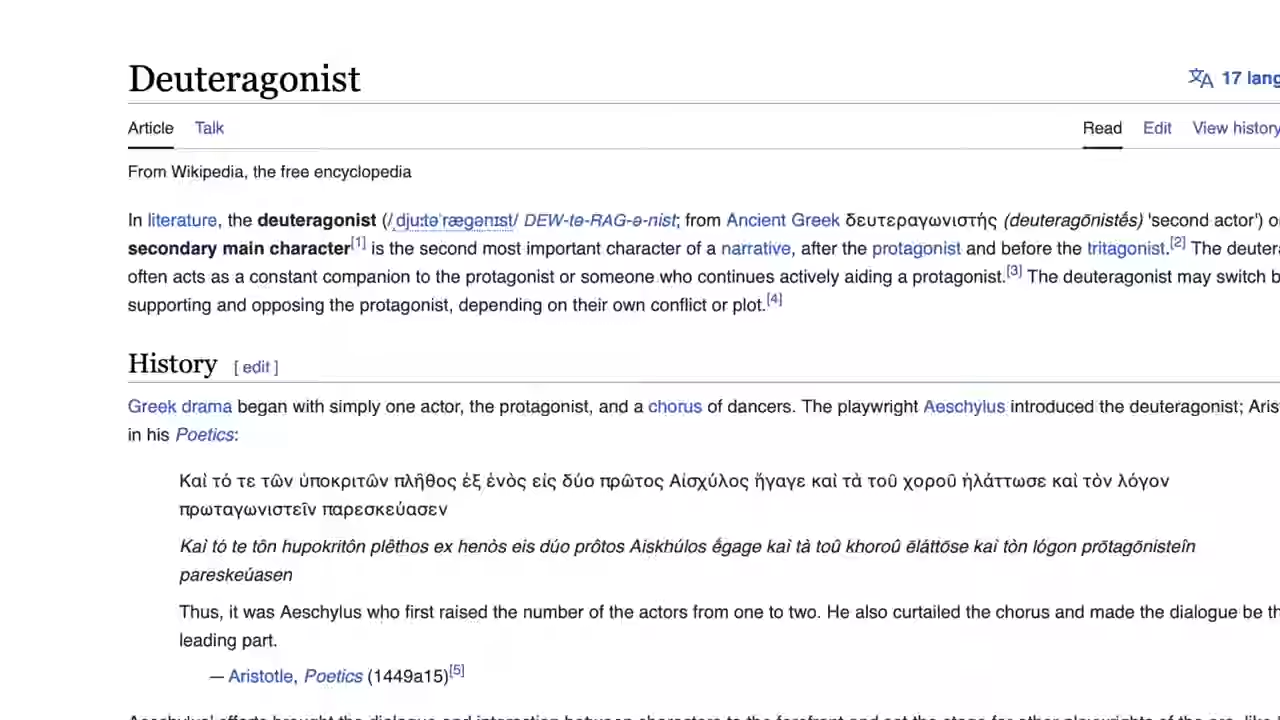 Deuteragonist
17 lang
Article Talk Read Edit View history
From Wikipedia, the free encyclopedia
In literature, the deuteragonist (/ˌdjuːtəˈræɡənɪst/ DEW-tə-RAG-ə-nist; from Ancient Greek δευτεραγωνιστής (deuteragōnistḗs) 'second actor') o
secondary main character[1] is the second most important character of a narrative, after the protagonist and before the tritagonist.[2] The deuter
often acts as a constant companion to the protagonist or someone who continues actively aiding a protagonist.[3] The deuteragonist may switch b
supporting and opposing the protagonist, depending on their own conflict or plot.[4]
History [ edit ]
Greek drama began with simply one actor, the protagonist, and a chorus of dancers. The playwright Aeschylus introduced the deuteragonist; Aris
in his Poetics:
Καὶ τό τε τῶν ὑποκριτῶν πλῆθος ἐξ ἑνὸς εἰς δύο πρῶτος Αἰσχύλος ἤγαγε καὶ τὰ τοῦ χοροῦ ἠλάττωσε καὶ τὸν λόγον
πρωταγωνιστεῖν παρεσκεύασεν
Kaì tó te tôn hupokritôn plêthos ex henòs eis dúo prôtos Aiskhúlos ḗgage kaì tà toû khoroû ēláttōse kaì tòn lógon prōtagōnisteîn
pareskeúasen
Thus, it was Aeschylus who first raised the number of the actors from one to two. He also curtailed the chorus and made the dialogue be th
leading part.
— Aristotle, Poetics (1449a15)[5]